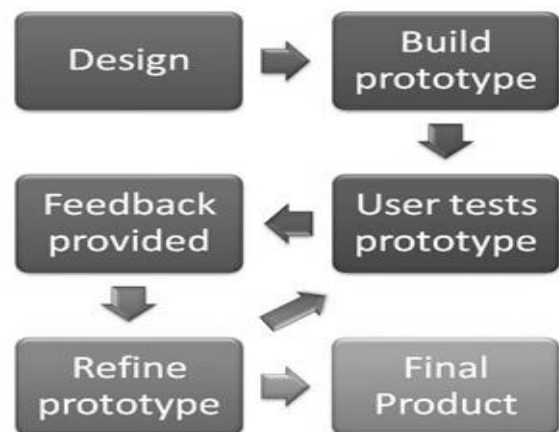 Design
Build
prototype
User tests
prototype
Feedback
provided
Refine
prototype
Final
Product